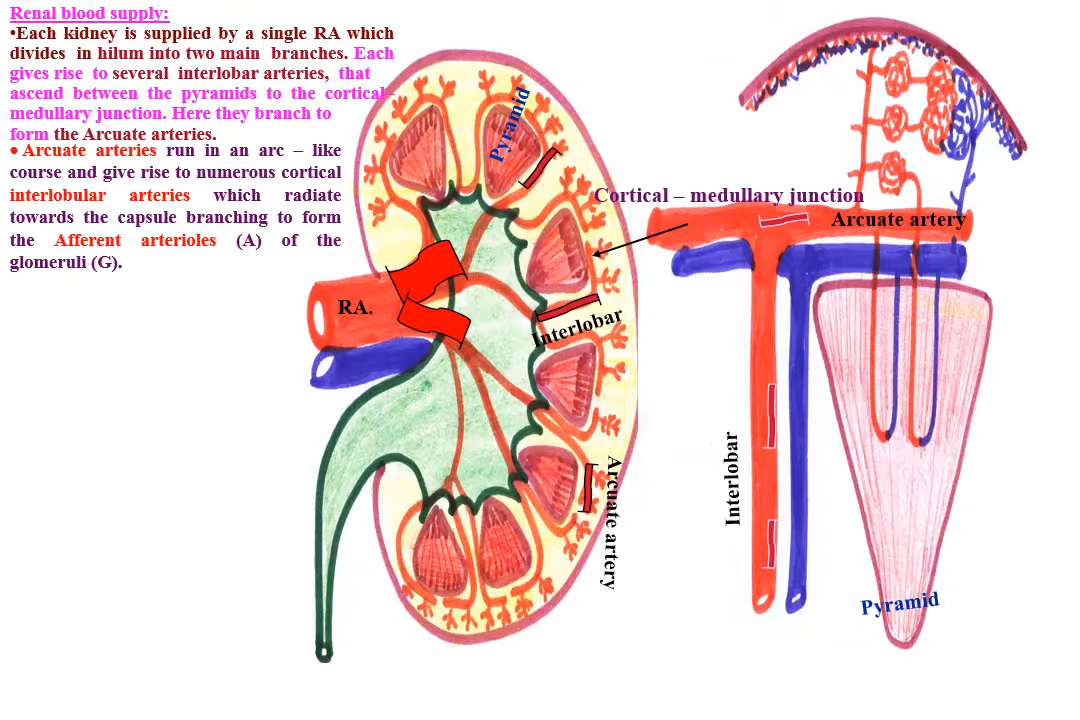 Renal blood supply:
•Each kidney is supplied by a single RA which
divides in hilum into two main branches. Each
gives rise to several interlobar arteries, that
ascend between the pyramids to the cortical–
medullary junction. Here they branch to
form the Arcuate arteries.
• Arcuate arteries run in an arc – like
course and give rise to numerous cortical
interlobular arteries which radiate
towards the capsule branching to form
the Afferent arterioles (A) of the
glomeruli (G).
Pyramid
Cortical – medullary junction
Arcuate artery
RA.
Interlobar
Interlobar
Arcuate artery
Pyramid